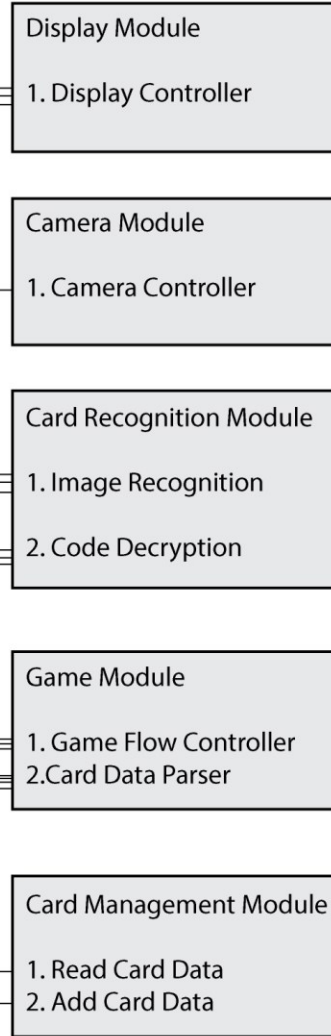 Display Module
1. Display Controller
Camera Module
1. Camera Controller
Card Recognition Module
1. Image Recognition
2. Code Decryption
Game Module
1. Game Flow Controller
2.Card Data Parser
Card Management Module
1. Read Card Data
2. Add Card Data